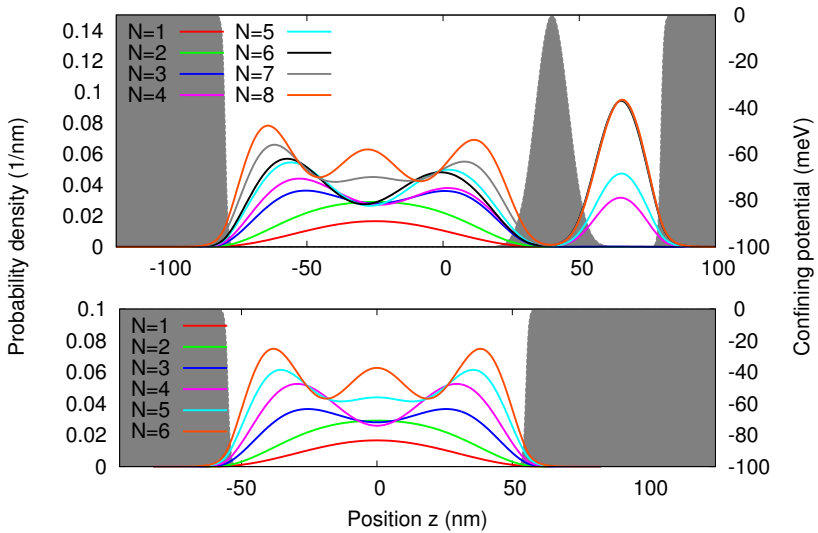 0.14
0.12
0.1
0.08
0.06
0.04
0.02
0
N=1
N=2
N=3
N=4
N=5
N=6
N=7
N=8
0
-20
-40
-60
-80
-100
-100 -50 0 50 100
Probability density (1/nm)
Confining potential (meV)
0.1
0.08
0.06
0.04
0.02
0
N=1
N=2
N=3
N=4
N=5
N=6
0
-20
-40
-60
-80
-100
-50 0 50 100
Position z (nm)